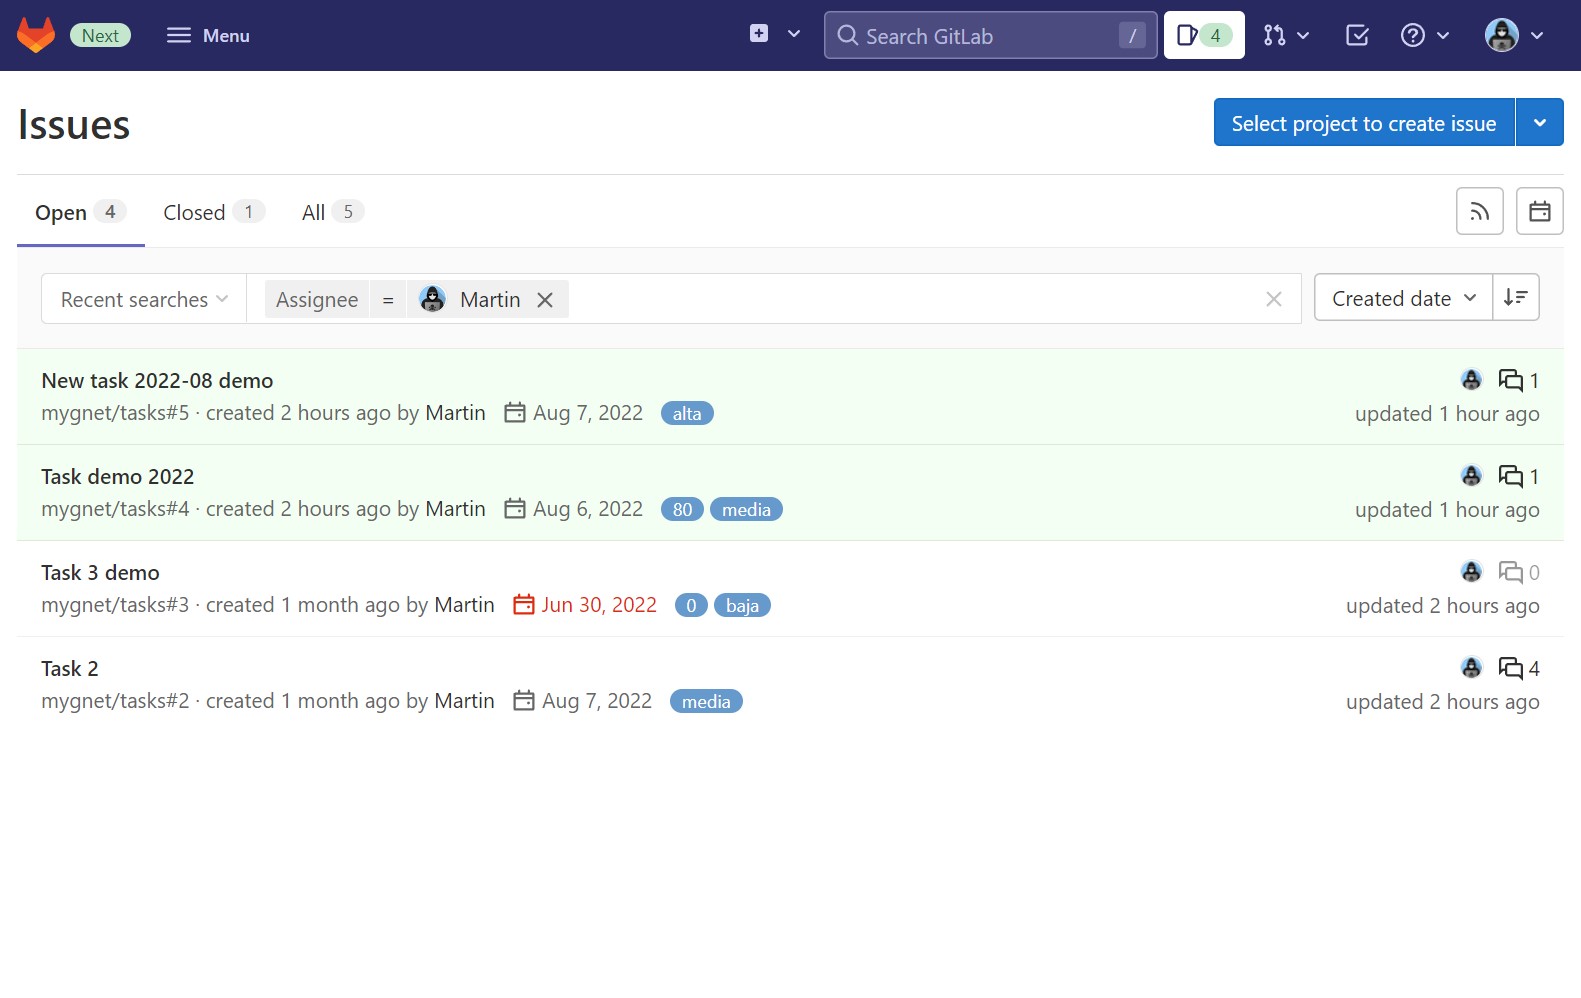 Next Menu Search GitLab / 4
Issues
Select project to create issue
Open 4 Closed 1 All 5
Recent searches Assignee = Martin Created date
New task 2022-08 demo 1
mygnet/tasks#5 · created 2 hours ago by Martin Aug 7, 2022 alta updated 1 hour ago
Task demo 2022 1
mygnet/tasks#4 · created 2 hours ago by Martin Aug 6, 2022 80 media updated 1 hour ago
Task 3 demo 0
mygnet/tasks#3 · created 1 month ago by Martin Jun 30, 2022 0 baja updated 2 hours ago
Task 2 4
mygnet/tasks#2 · created 1 month ago by Martin Aug 7, 2022 media updated 2 hours ago